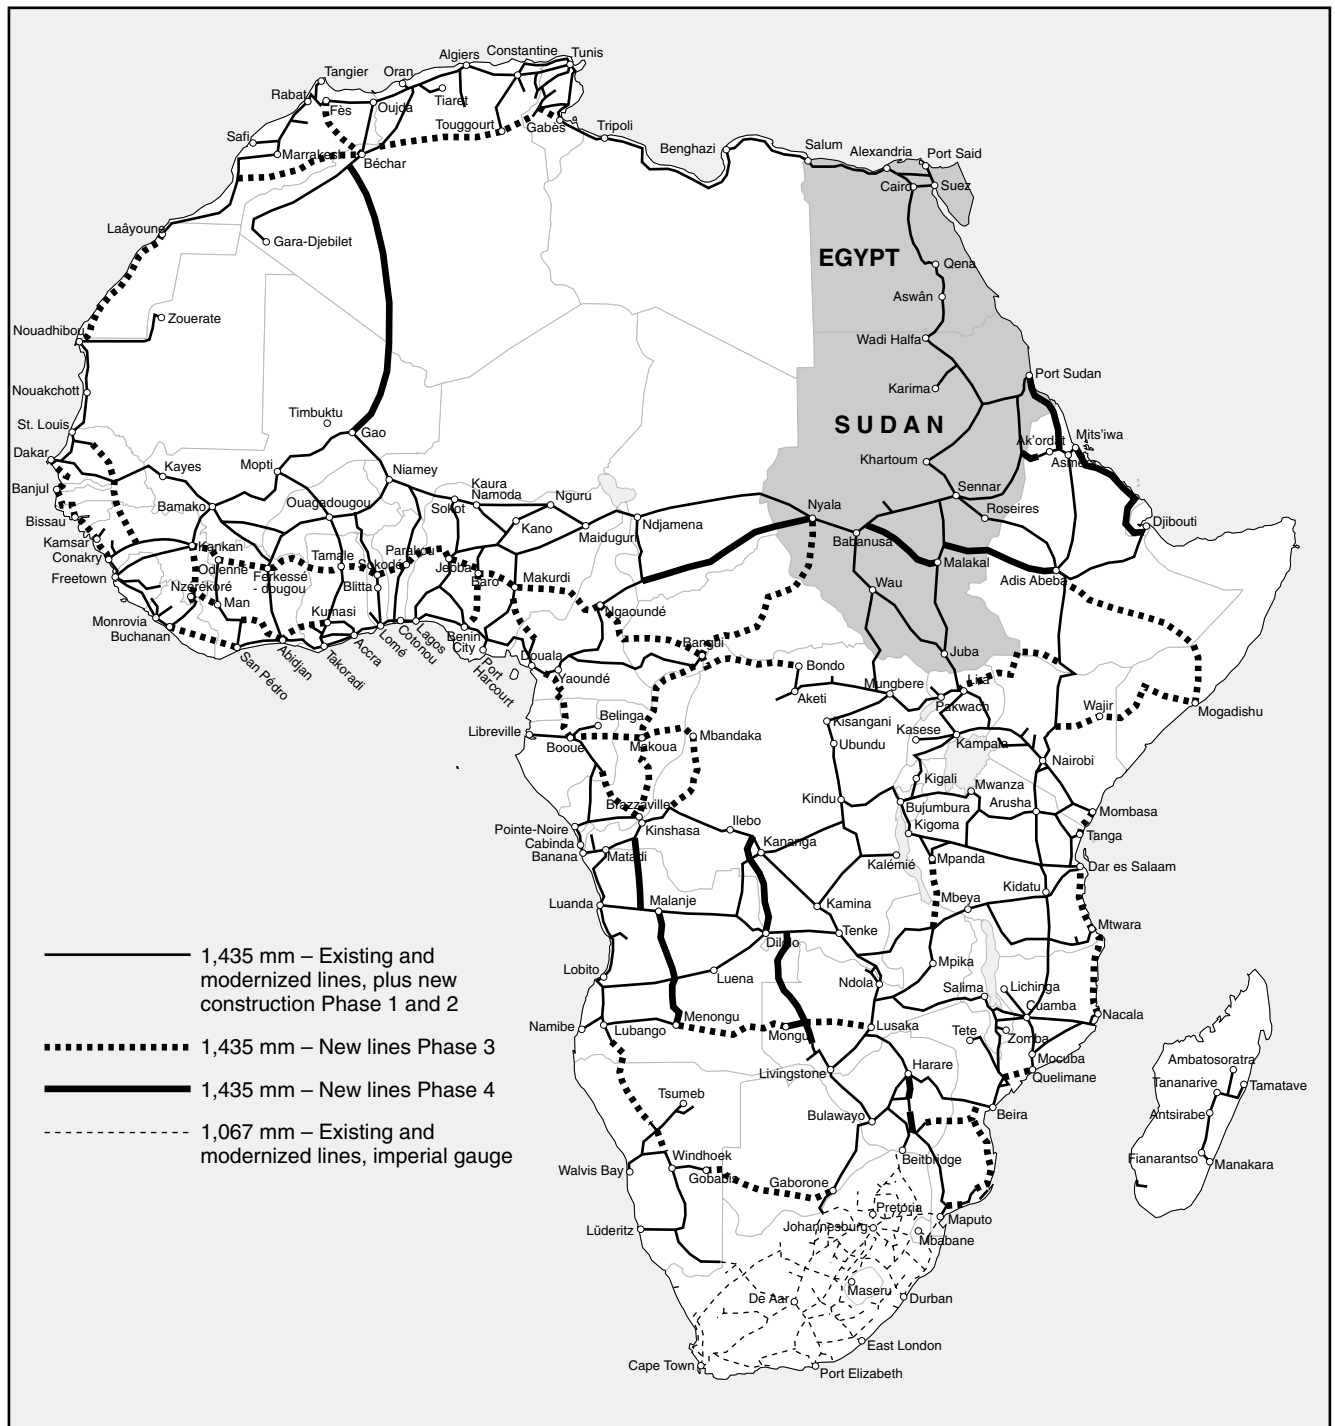 Algiers
Constantine
Tunis
Tangier
Oran
Rabat
Fès
Oujda
Tiaret
Touggourt
Gabès
Tripoli
Safi
Marrakesh
Béchar
Benghazi
Salum
Alexandria
Port Said
Cairo
Suez
Laâyoune
Gara-Djebilet
EGYPT
Qena
Aswân
Zouerate
Nouadhibou
Wadi Halfa
Nouakchott
Karima
Port Sudan
Timbuktu
St. Louis
Gao
SUDAN
Ak'ordat
Mits'iwa
Dakar
Kayes
Mopti
Niamey
Khartoum
Banjul
Kaura
Namoda
Nguru
Sennar
Bamako
Ouagadougou
Sokot
Nyala
Roseires
Bissau
Kano
Ndjamena
Djibouti
Kamsar
Kankan
Tamale
Parakou
Maiduguri
Babanusa
Conakry
Odienne
Sokodé
Jebba
Malakal
Freetown
Ferkessé
- dougou
Blitta
Baro
Makurdi
Adis Abeba
Nzérékoré
Man
Kumasi
Wau
Monrovia
Ngaoundé
Buchanan
Benin
City
Bangui
Juba
San Pédro
Abidjan
Takoradi
Accra
Lomé
Cotonou
Lagos
Port
Harcourt
Douala
Yaoundé
Bondo
Mungbere
Lira
Aketi
Pakwach
Wajir
Mogadishu
Belinga
Kisangani
Libreville
Booue
Makoua
Mbandaka
Ubundu
Kasese
Kampala
Nairobi
Kigali
Mwanza
Kindu
Bujumbura
Arusha
Mombasa
Brazzaville
Kigoma
Pointe-Noire
Kinshasa
Ilebo
Tanga
Cabinda
Kananga
Banana
Matadi
Kalémié
Mpanda
Dar es Salaam
Kidatu
Luanda
Malanje
Kamina
Mbeya
Mtwara
Tenke
Dilolo
1,435 mm – Existing and
modernized lines, plus new
construction Phase 1 and 2
Mpika
Lobito
Luena
Ndola
Salima
Lichinga
Cuamba
Nacala
Namibe
Lubango
Menongu
Mongu
Lusaka
Tete
Zomba
1,435 mm – New lines Phase 3
Mocuba
Ambatosoratra
Livingstone
Harare
Quelimane
Tananarive
Tamatave
1,435 mm – New lines Phase 4
Tsumeb
Bulawayo
Beira
Antsirabe
1,067 mm – Existing and
modernized lines, imperial gauge
Windhoek
Beitbridge
Fianarantso
Manakara
Walvis Bay
Gobabis
Gaborone
Pretoria
Maputo
Lüderitz
Johannesburg
Mbabane
De Aar
Maseru
Durban
East London
Cape Town
Port Elizabeth